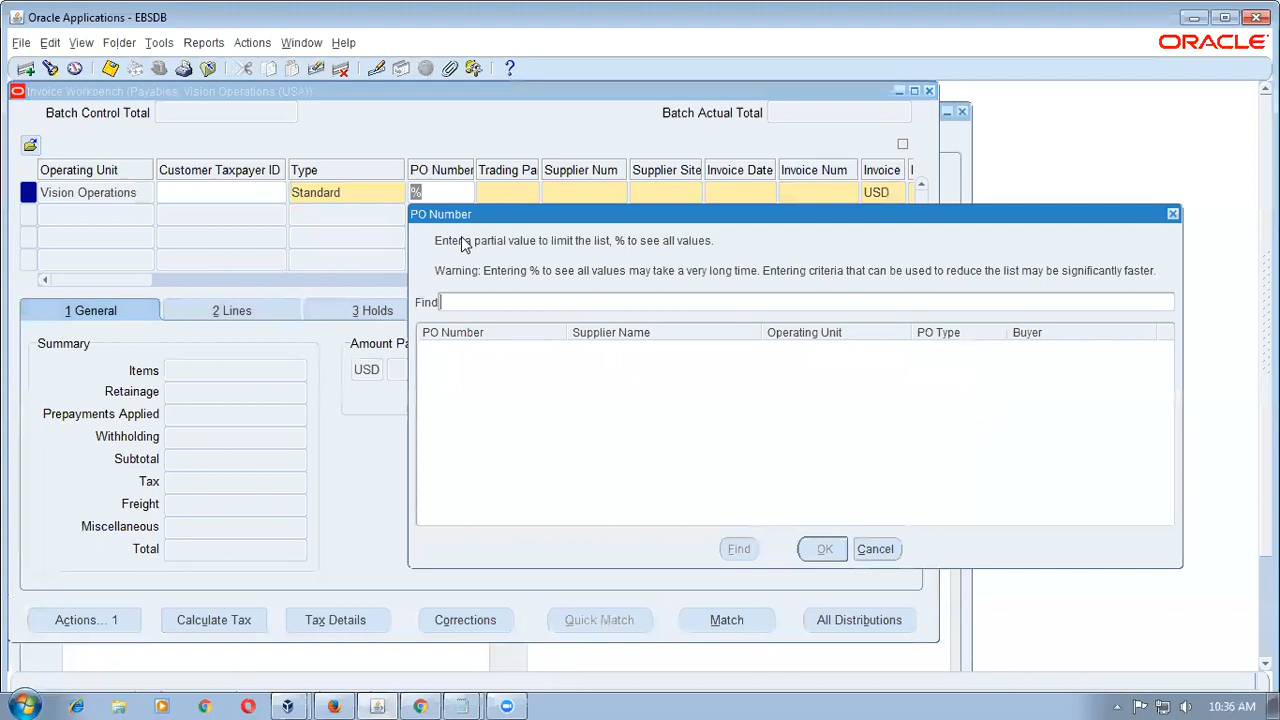 Oracle Applications - EBSDB
File Edit View Folder Tools Reports Actions Window Help
ORACLE
Invoice Workbench (Payables, Vision Operations (USA))
Batch Control Total
Batch Actual Total
Operating Unit Customer Taxpayer ID Type PO Number Trading Pa Supplier Num Supplier Site Invoice Date Invoice Num Invoice
Vision Operations Standard % USD
PO Number
Enter a partial value to limit the list, % to see all values.
Warning: Entering % to see all values may take a very long time. Entering criteria that can be used to reduce the list may be significantly faster.
Find
PO Number Supplier Name Operating Unit PO Type Buyer
Find OK Cancel
1 General 2 Lines 3 Holds
Summary
Amount Pa
Items
USD
Retainage
Prepayments Applied
Withholding
Subtotal
Tax
Freight
Miscellaneous
Total
Actions... 1 Calculate Tax Tax Details Corrections Quick Match Match All Distributions
10:36 AM